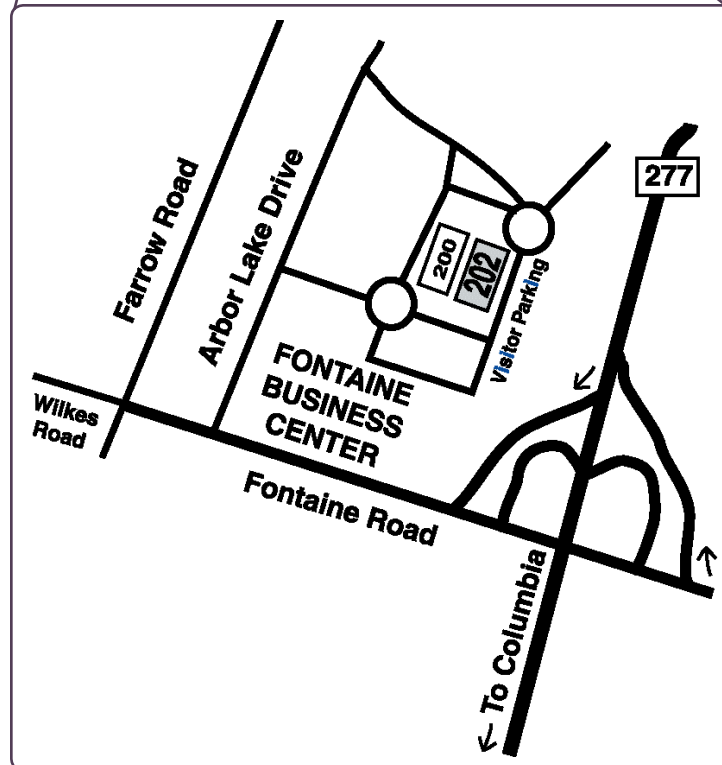 277
Farrow Road
Arbor Lake Drive
200
202
Visitor Parking
FONTAINE
BUSINESS
CENTER
Wilkes
Road
Fontaine Road
To Columbia